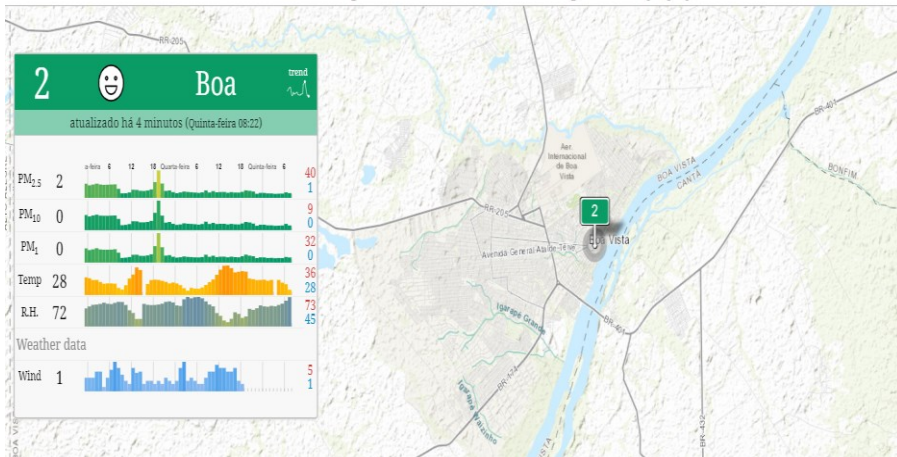 2 Boa trend
atualizado há 4 minutos (Quinta-feira 08:22)
a-feira 6 12 18 Quarta-feira 6 12 18 Quinta-feira 6
PM2.5 2 40 1
PM10 0 9 0
PM1 0 32 0
Temp 28 36 28
R.H. 72 73 45
Weather data
Wind 1 5 1
RR-205
BR-401
Aer.
Internacional
de Boa
Vista
BOA VISTA
CANTÁ
BONFIM
RR-205
2
Boa Vista
Avenida General Ataíde Teive
Igarapé Grande
BR-401
BR-174
BR-432
BOA VIS
VISTA